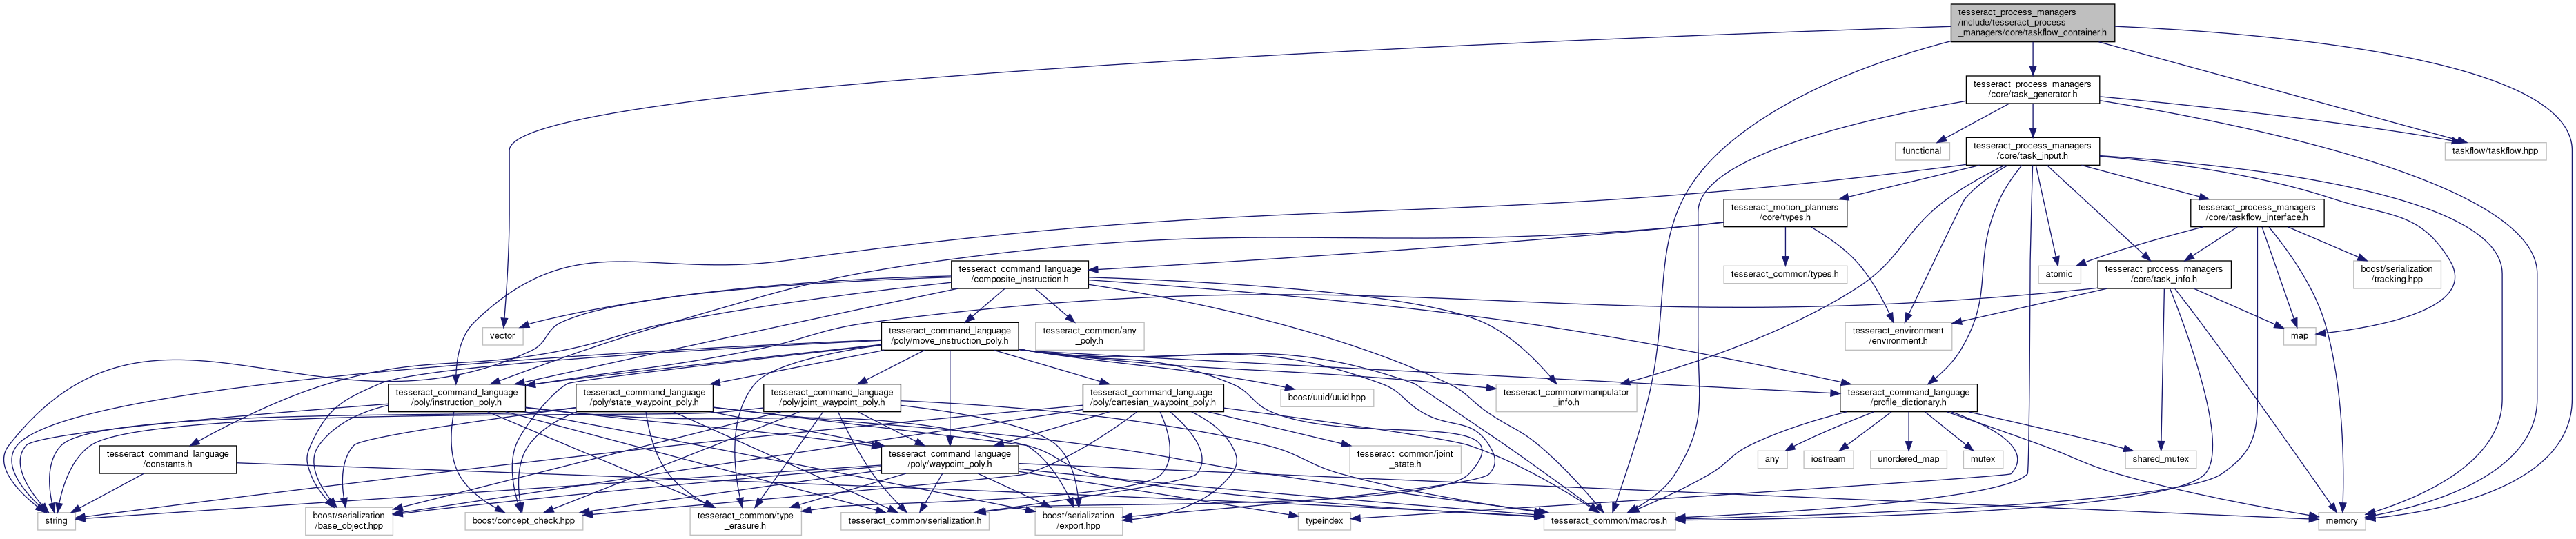 tesseract_process_managers
/include/tesseract_process
_managers/core/taskflow_container.h
tesseract_process_managers
/core/task_generator.h
functional
tesseract_process_managers
/core/task_input.h
taskflow/taskflow.hpp
tesseract_motion_planners
/core/types.h
tesseract_process_managers
/core/taskflow_interface.h
tesseract_command_language
/composite_instruction.h
tesseract_common/types.h
atomic
tesseract_process_managers
/core/task_info.h
boost/serialization
/tracking.hpp
vector
tesseract_command_language
/poly/move_instruction_poly.h
tesseract_common/any
_poly.h
tesseract_environment
/environment.h
map
tesseract_command_language
/poly/instruction_poly.h
tesseract_command_language
/poly/state_waypoint_poly.h
tesseract_command_language
/poly/joint_waypoint_poly.h
tesseract_command_language
/poly/cartesian_waypoint_poly.h
boost/uuid/uuid.hpp
tesseract_common/manipulator
_info.h
tesseract_command_language
/profile_dictionary.h
tesseract_command_language
/constants.h
tesseract_command_language
/poly/waypoint_poly.h
tesseract_common/joint
_state.h
any
iostream
unordered_map
mutex
shared_mutex
string
boost/serialization
/base_object.hpp
boost/concept_check.hpp
tesseract_common/type
_erasure.h
tesseract_common/serialization.h
boost/serialization
/export.hpp
typeindex
tesseract_common/macros.h
memory